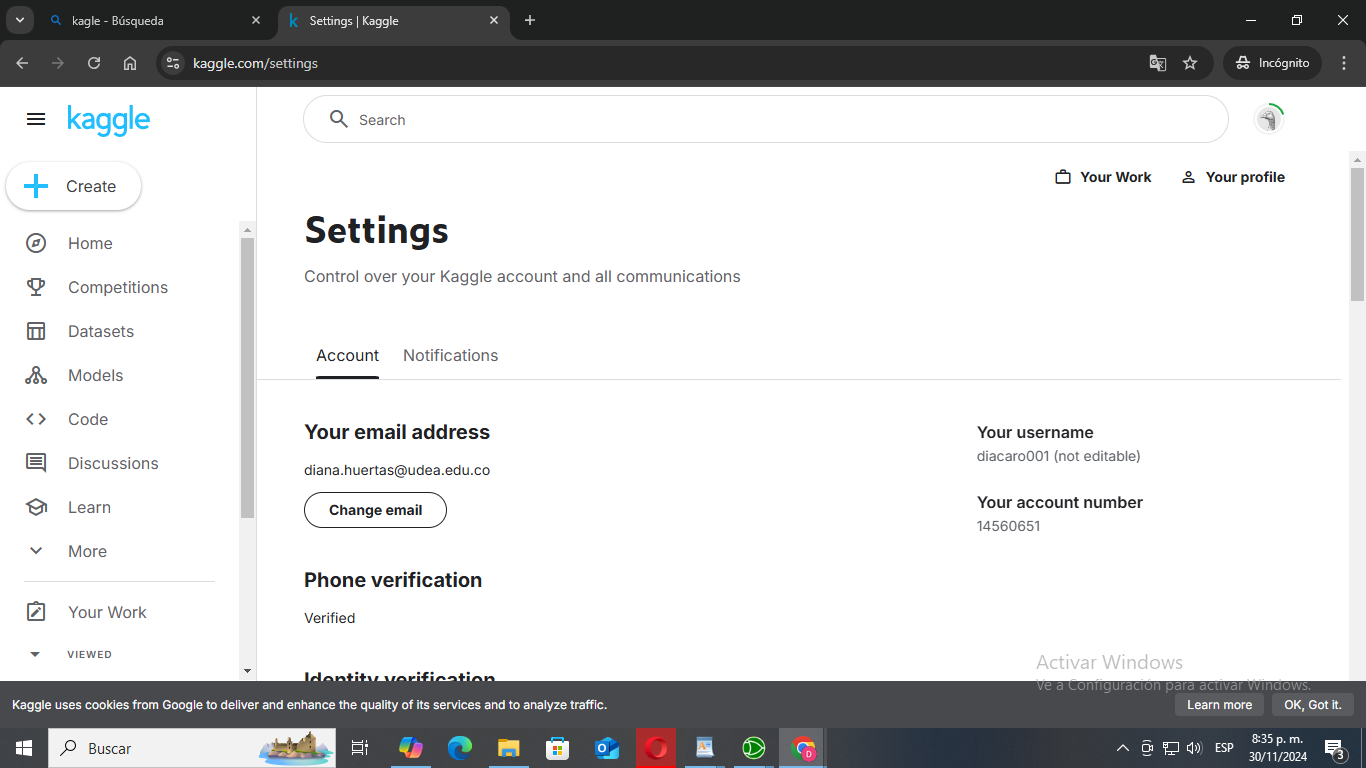 kagle - Búsqueda
Settings | Kaggle
kaggle.com/settings
Incógnito
kaggle
Search
Create
Your Work
Your profile
Home
Competitions
Datasets
Models
Code
Discussions
Learn
More
Your Work
VIEWED
Settings
Control over your Kaggle account and all communications
Account
Notifications
Your email address
diana.huertas@udea.edu.co
Change email
Phone verification
Verified
Identity verification
Your username
diacaro001 (not editable)
Your account number
14560651
Activar Windows
Ve a Configuración para activar Windows.
Kaggle uses cookies from Google to deliver and enhance the quality of its services and to analyze traffic.
Learn more
OK, Got it.
Buscar
ESP
8:35 p. m.
30/11/2024
3